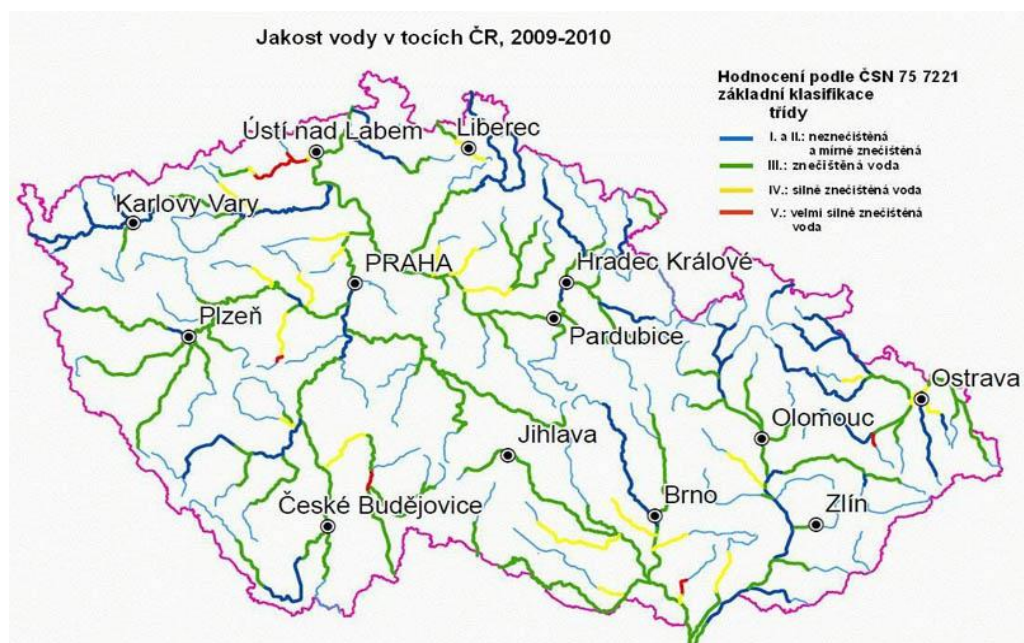 Jakost vody v tocích ČR, 2009-2010
Hodnocení podle ČSN 75 7221
základní klasifikace
třídy
I. a II.: neznečištěná
a mírně znečištěná
III.: znečištěná voda
IV.: silně znečištěná voda
V.: velmi silně znečištěná
voda
Ústí nad Labem
Liberec
Karlovy Vary
PRAHA
Hradec Králové
Plzeň
Pardubice
Ostrava
Olomouc
Jihlava
Brno
Zlín
České Budějovice